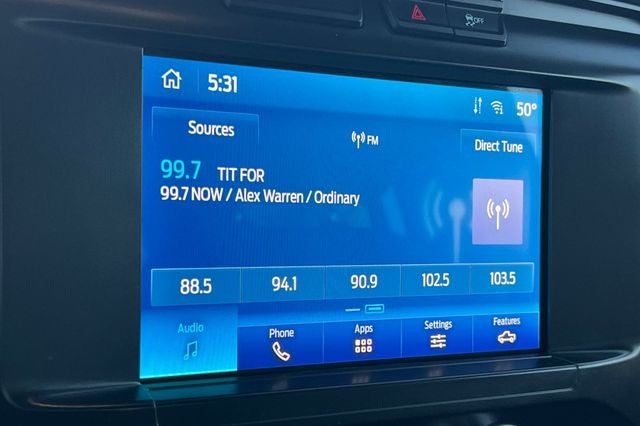 OFF
5:31
50°
Sources
FM
Direct Tune
99.7 TIT FOR
99.7 NOW / Alex Warren / Ordinary
88.5 94.1 90.9 102.5 103.5
Audio Phone Apps Settings Features